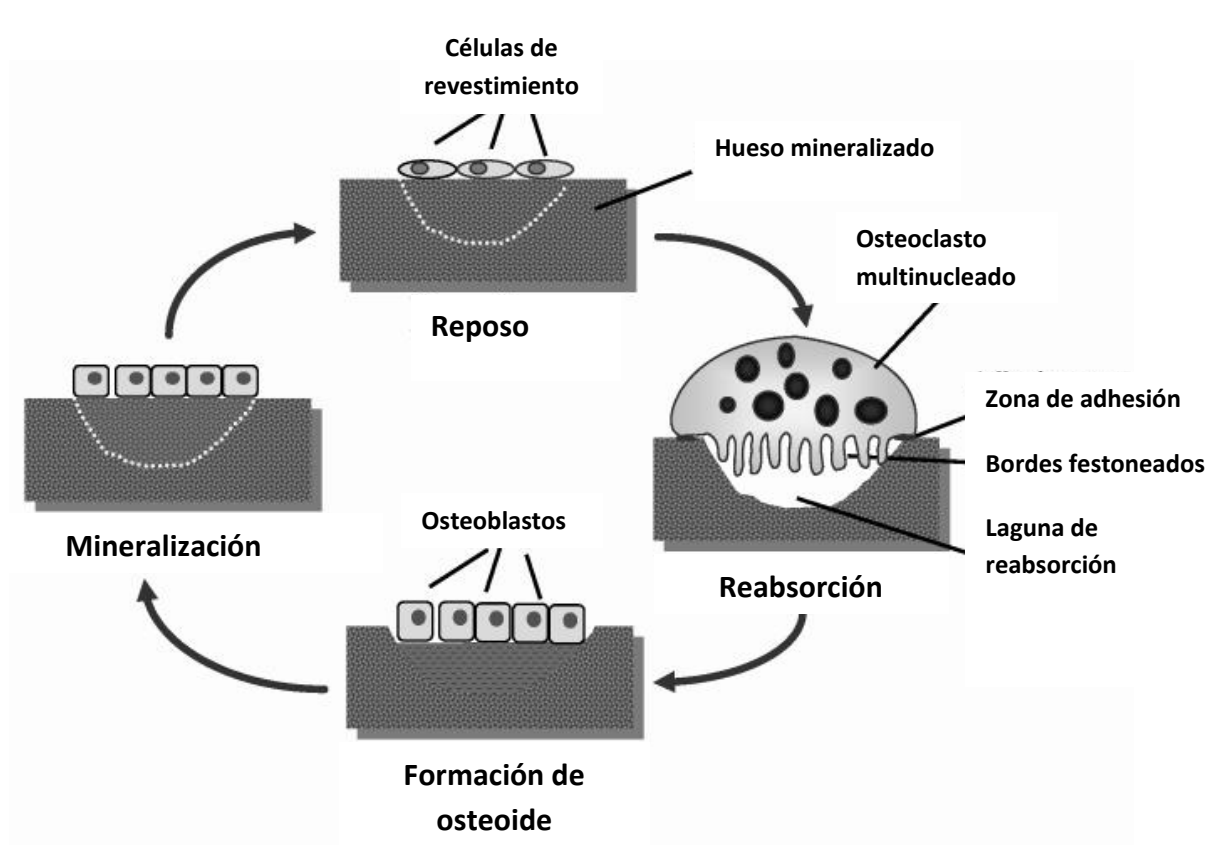 Células de
revestimiento
Hueso mineralizado
Osteoclasto
multinucleado
Reposo
Zona de adhesión
Bordes festoneados
Laguna de
reabsorción
Osteoblastos
Mineralización
Reabsorción
Formación de
osteoide